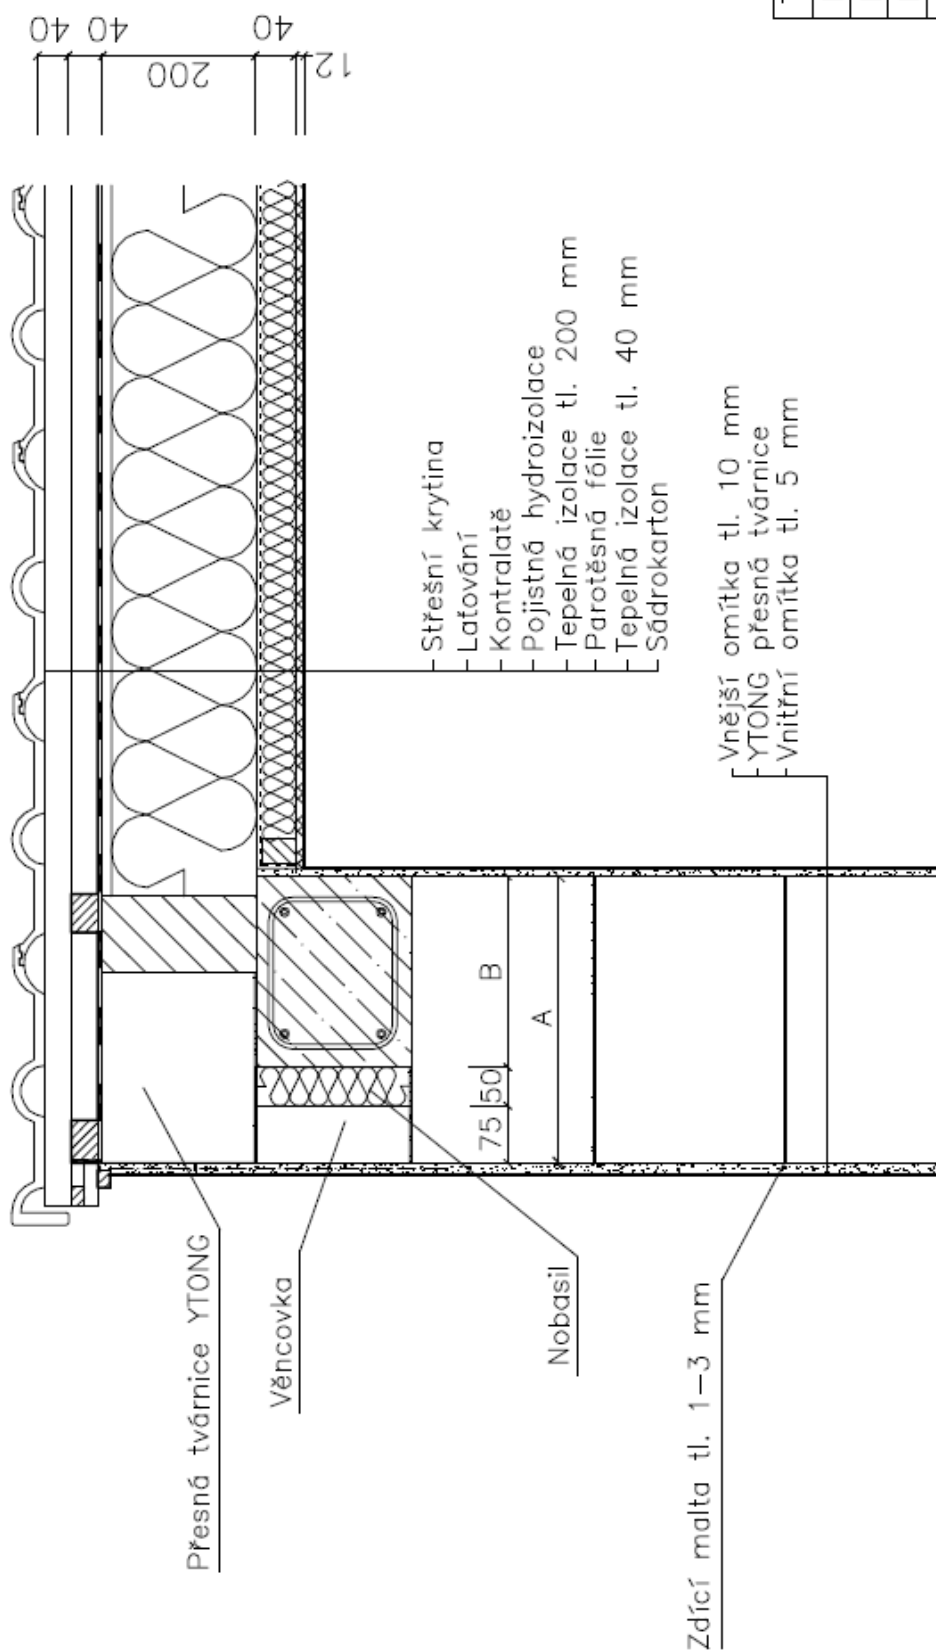 40
40
200
40
12
Střešní krytina
Laťování
Kontralatě
Pojistná hydroizolace
Tepelná izolace tl. 200 mm
Parotěsná fólie
Tepelná izolace tl. 40 mm
Sádrokarton
Vnější omítka tl. 10 mm
YTONG přesná tvárnice
Vnitřní omítka tl. 5 mm
75 50 B
A
Přesná tvárnice YTONG
Věncovka
Nobasil
Zdící malta tl. 1-3 mm